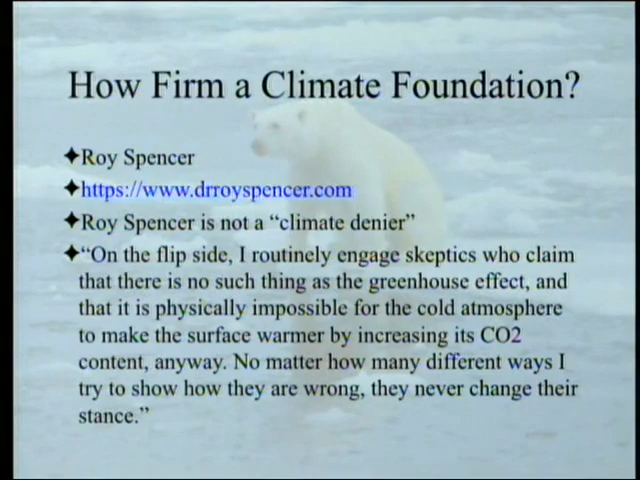 How Firm a Climate Foundation?
✦Roy Spencer
✦https://www.drroyspencer.com
✦Roy Spencer is not a “climate denier”
✦“On the flip side, I routinely engage skeptics who claim
that there is no such thing as the greenhouse effect, and
that it is physically impossible for the cold atmosphere
to make the surface warmer by increasing its CO2
content, anyway. No matter how many different ways I
try to show how they are wrong, they never change their
stance.”